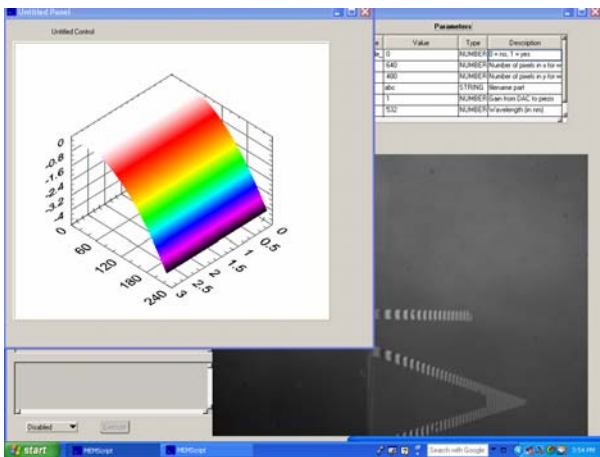 Untitled Panel
Untitled Control
0
-0.8
-1.6
-2.4
-3.2
-4
0
60
120
180
240
3
2.5
2
1.5
1
0.5
0
Parameters
Value Type Description
0 NUMBER 0 = no, 1 = yes
640 NUMBER Number of pixels in x for w
400 NUMBER Number of pixels in y for w
abc STRING filename part
1 NUMBER Gain from DAC to piezo
532 NUMBER Wavelength (in nm)
Disabled
Execute
start
MEMScript
MEMScript
Search with Google
3:54 PM